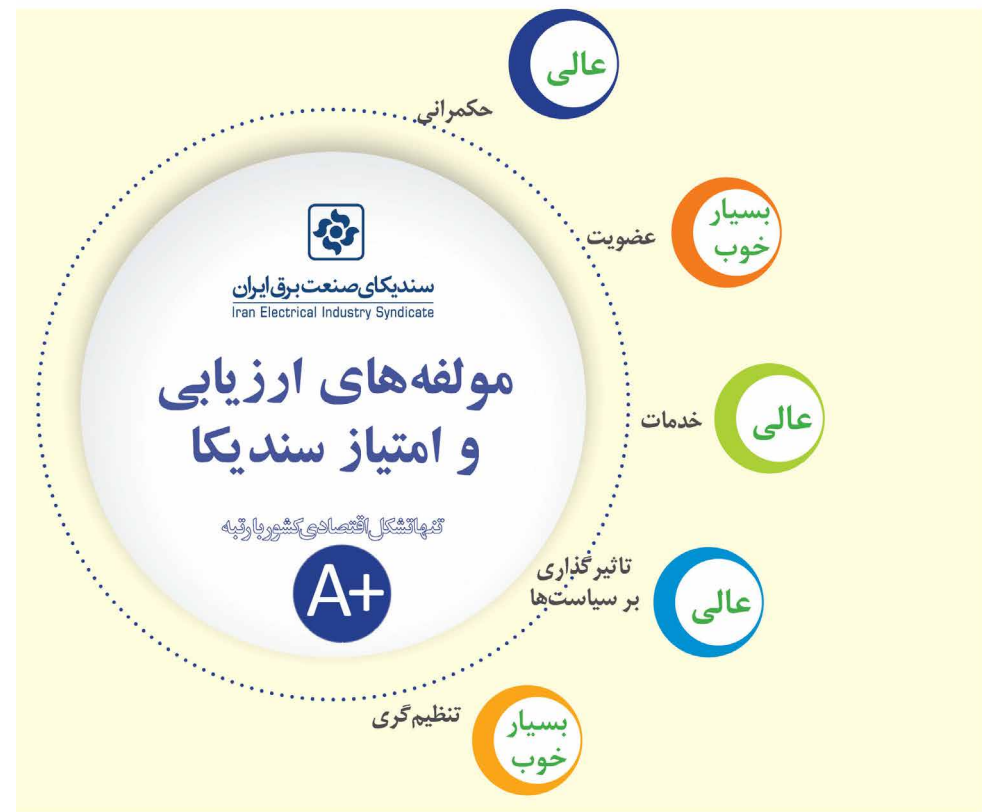 عالی
حکمرانی
بسیار
خوب
عضویت
سندیکای صنعت برق ایران
Iran Electrical Industry Syndicate
مولفه‌های ارزیابی
و امتیاز سندیکا
عالی
خدمات
تنها تشکل اقتصادی کشور با رتبه
A+
تاثیرگذاری
بر سیاست‌ها
عالی
تنظیم‌گری
بسیار
خوب